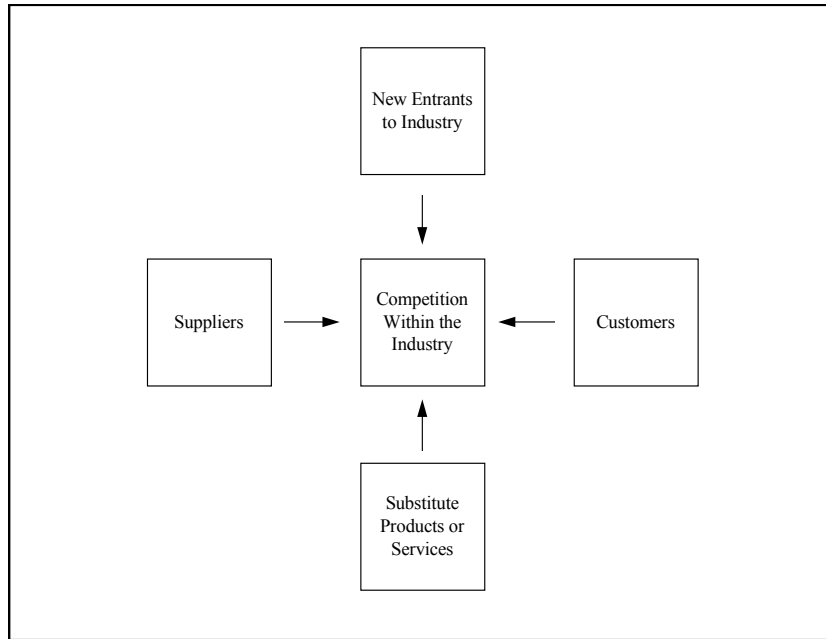 New Entrants
to Industry
Suppliers
Competition
Within the
Industry
Customers
Substitute
Products or
Services